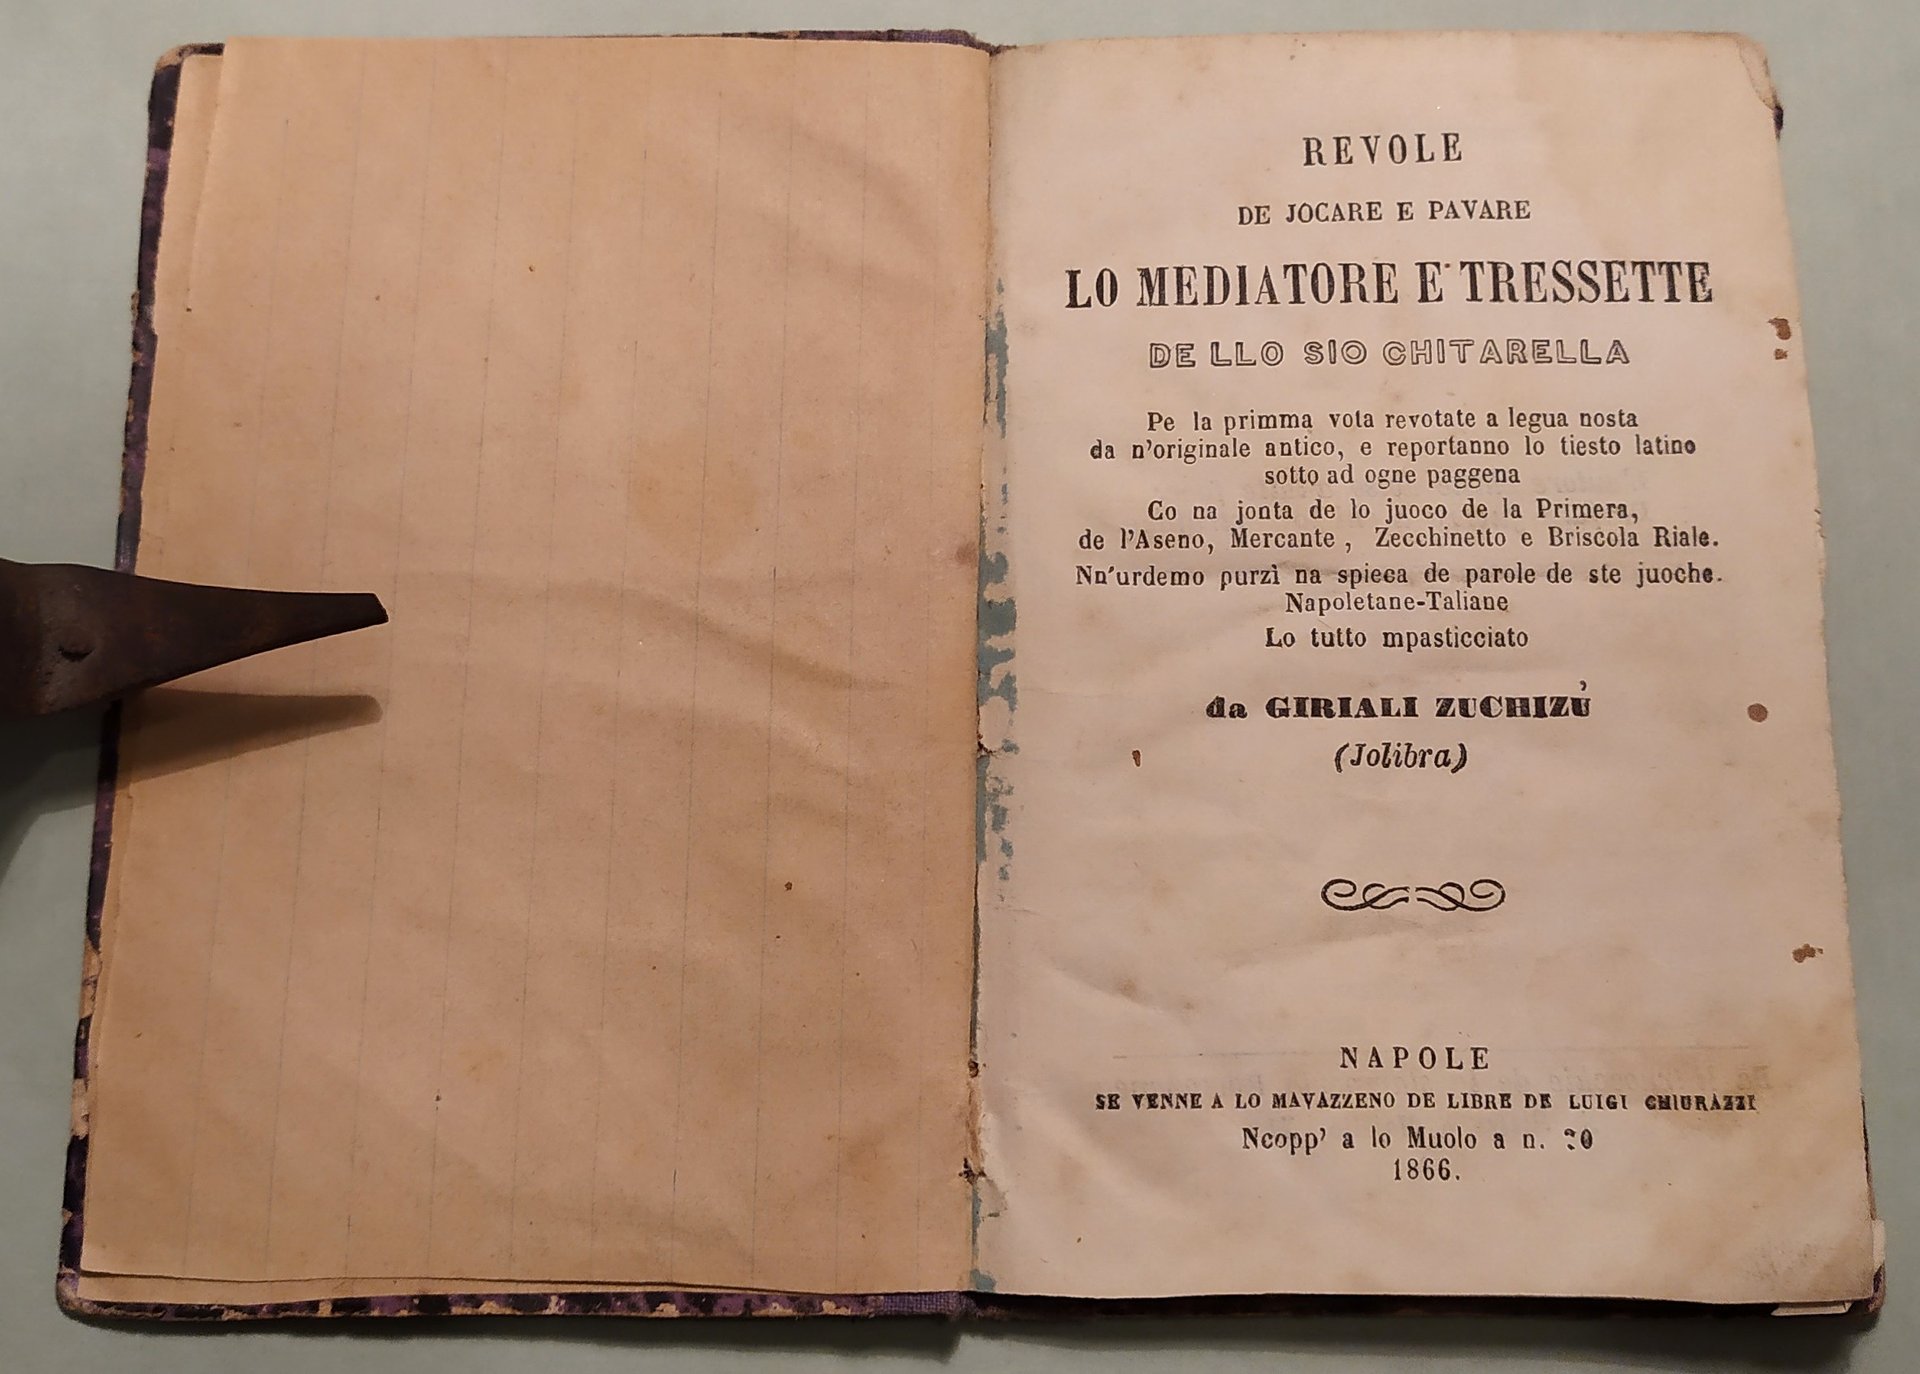 REVOLE
DE JOCARE E PAVARE
LO MEDIATORE E TRESSETTE
DE LLO SIO CHITARELLA
Pe la primma vota revotate a legua nosta
da n'originale antico, e reportanno lo tiesto latino
sotto ad ogne paggena
Co na jonta de lo juoco de la Primera,
de l'Aseno, Mercante, Zecchinetto e Briscola Riale.
Nn'urdemo purzì na spieca de parole de ste juoche.
Napoletane-Taliane
Lo tutto mpasticciato
da GIRIALI ZUCHIZÙ
(Jolibra)
NAPOLE
SE VENNE A LO MAVAZZENO DE LIBRE DE LUIGI CHIURAZZI
Ncopp' a lo Muolo a n.
1866.